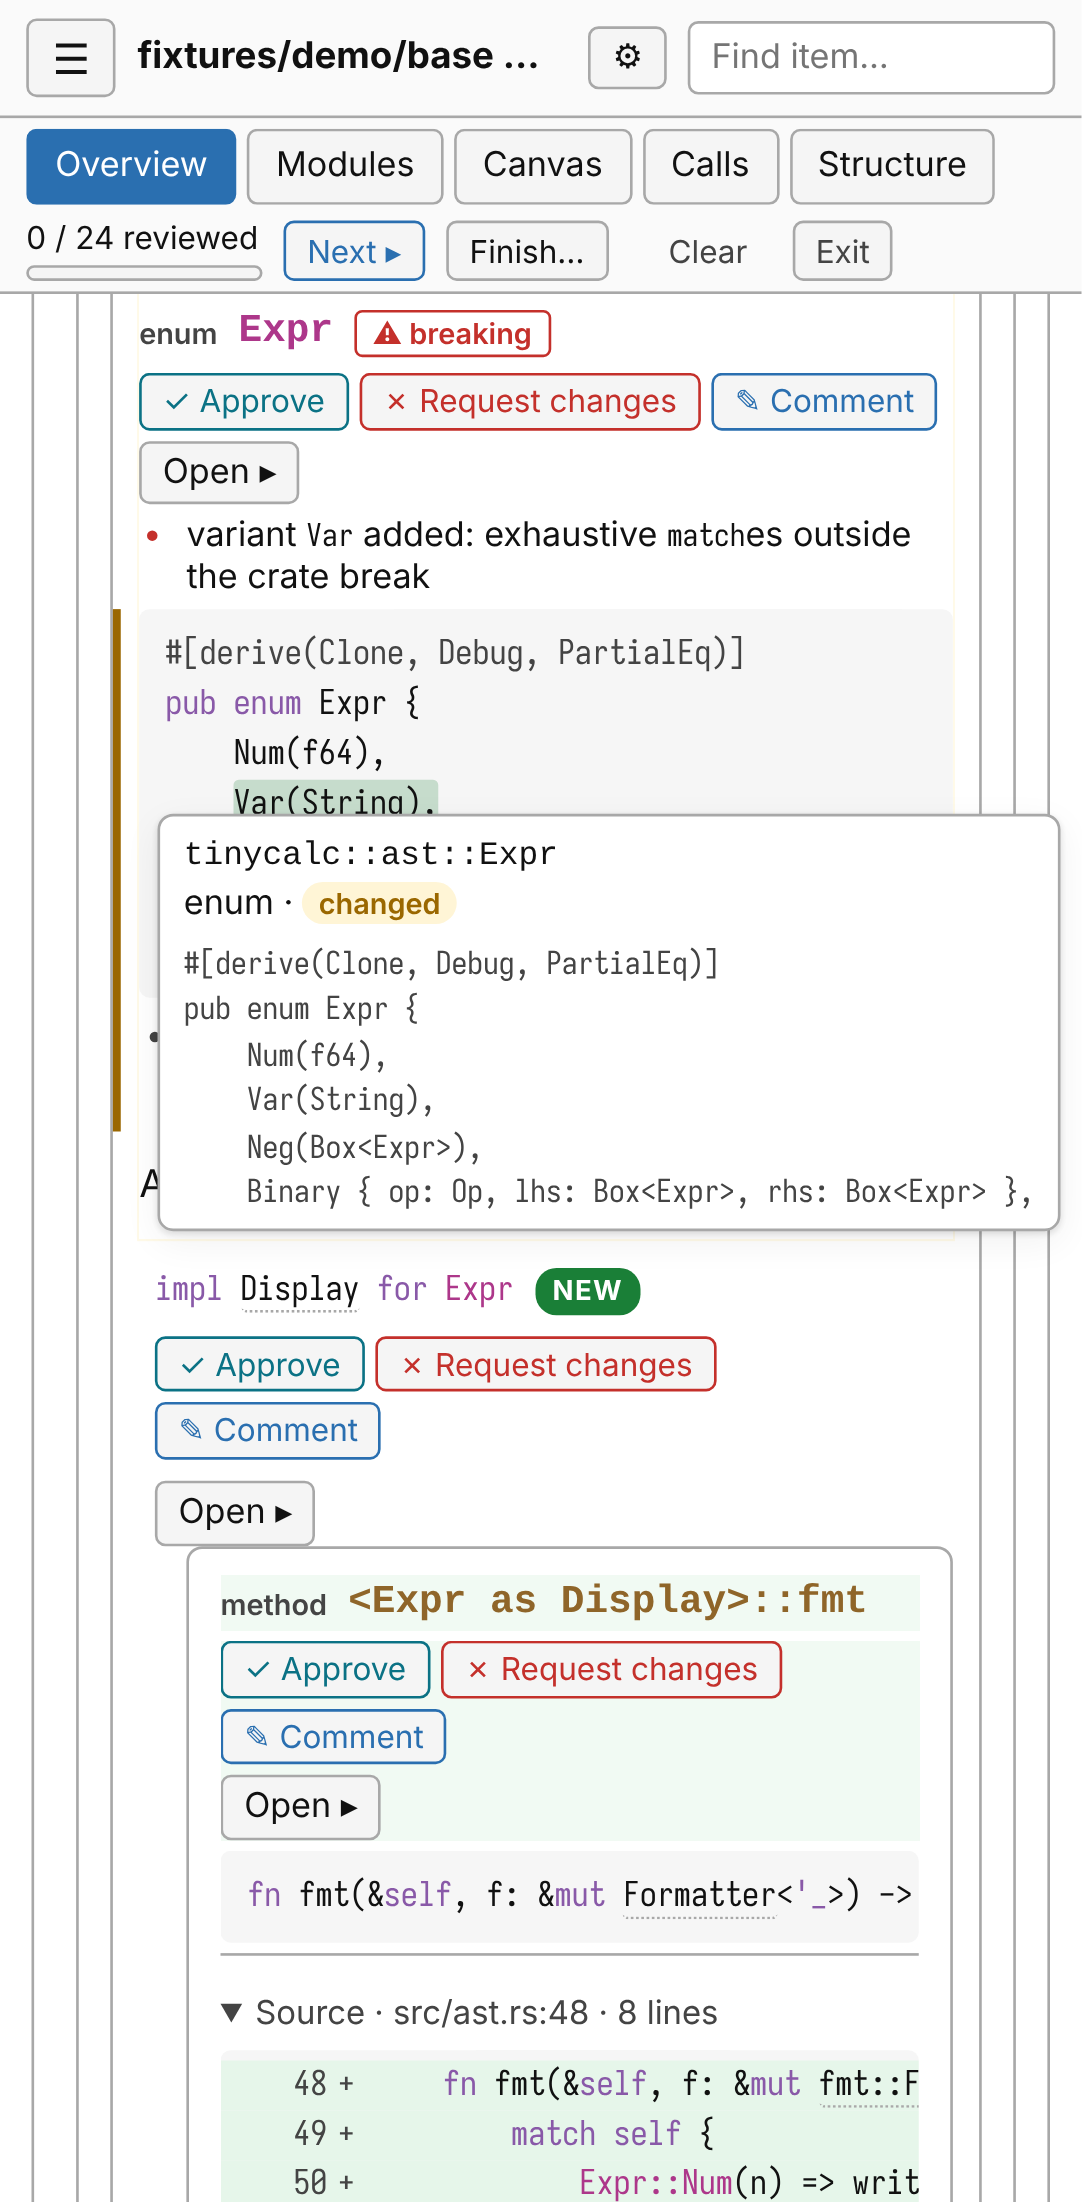 ☰ fixtures/demo/base … ⚙ Find item...
Overview Modules Canvas Calls Structure
0 / 24 reviewed Next ▸ Finish… Clear Exit
enum Expr ⚠ breaking
✓ Approve × Request changes ✎ Comment
Open ▸
• variant Var added: exhaustive matches outside
the crate break
#[derive(Clone, Debug, PartialEq)]
pub enum Expr {
    Num(f64),
    Var(String),
tinycalc::ast::Expr
enum · changed
#[derive(Clone, Debug, PartialEq)]
pub enum Expr {
    Num(f64),
    Var(String),
    Neg(Box<Expr>),
    Binary { op: Op, lhs: Box<Expr>, rhs: Box<Expr> },
A
impl Display for Expr NEW
✓ Approve × Request changes
✎ Comment
Open ▸
method <Expr as Display>::fmt
✓ Approve × Request changes
✎ Comment
Open ▸
fn fmt(&self, f: &mut Formatter<'_>) ->
▼ Source · src/ast.rs:48 · 8 lines
48 +     fn fmt(&self, f: &mut fmt::F
49 +         match self {
50 +             Expr::Num(n) => writ